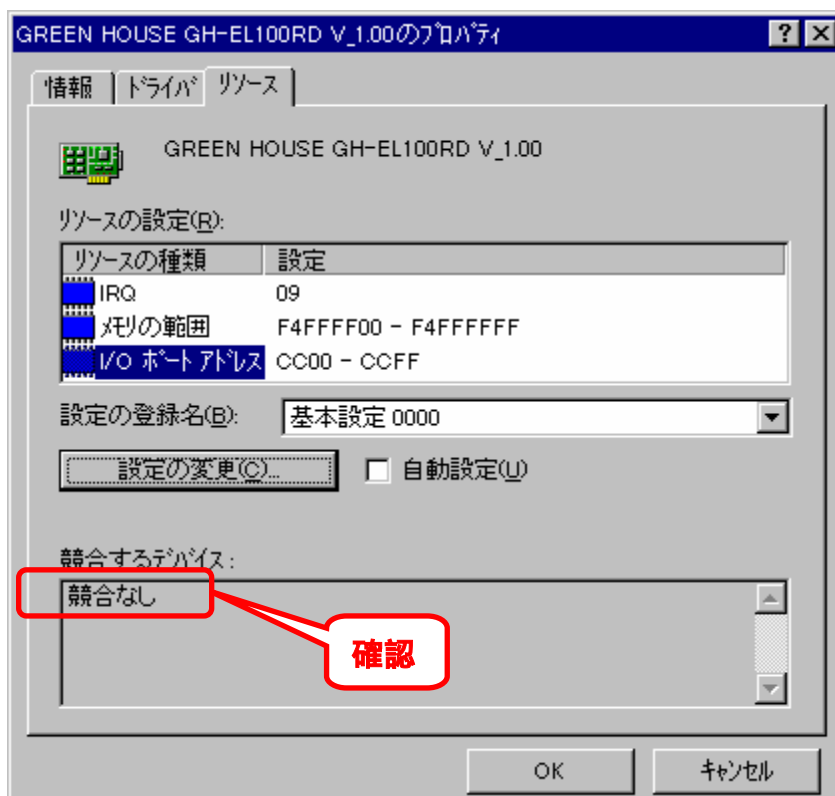 GREEN HOUSE GH-EL100RD V_1.00のﾌﾟﾛﾊﾟﾃｨ
情報 ﾄﾞﾗｲﾊﾞ ﾘｿｰｽ
GREEN HOUSE GH-EL100RD V_1.00
ﾘｿｰｽの設定(R):
ﾘｿｰｽの種類 設定
IRQ 09
ﾒﾓﾘの範囲 F4FFFF00 - F4FFFFFF
I/O ﾎﾟｰﾄ ｱﾄﾞﾚｽ CC00 - CCFF
設定の登録名(B): 基本設定 0000
設定の変更(C)... 自動設定(U)
競合するﾃﾞﾊﾞｲｽ:
競合なし
確認
OK ｷｬﾝｾﾙ